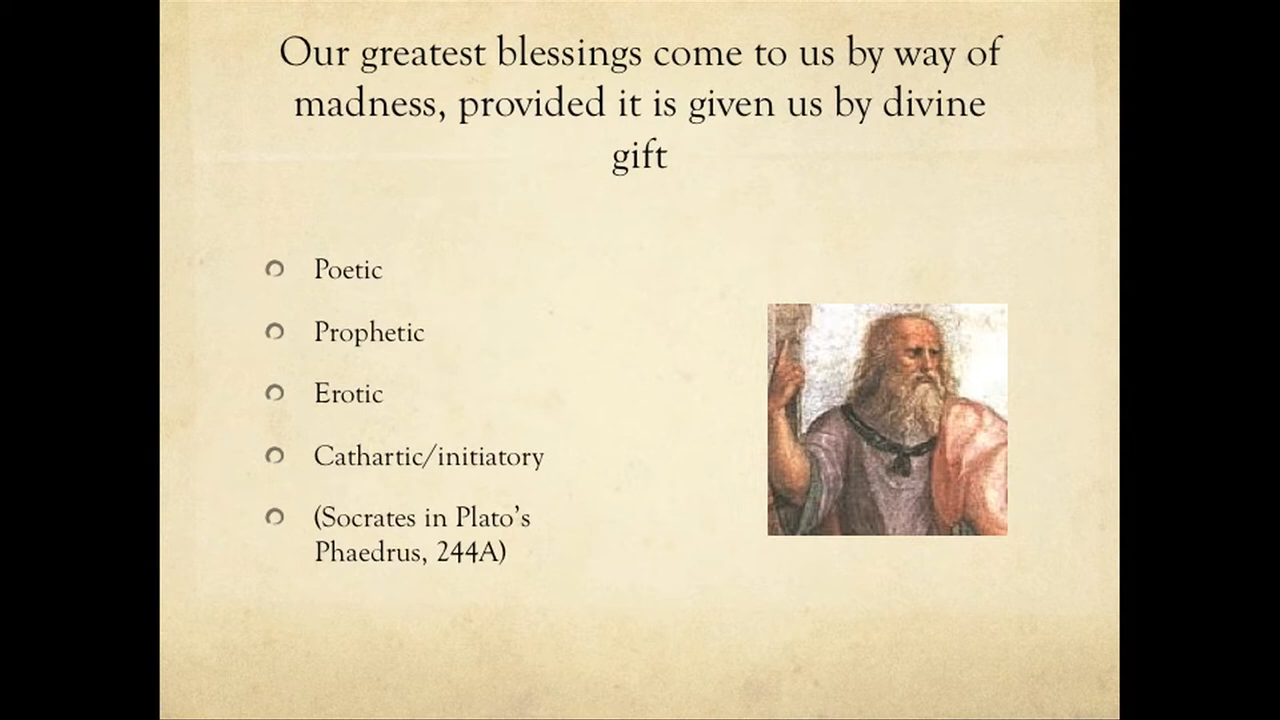 Our greatest blessings come to us by way of
madness, provided it is given us by divine
gift
Poetic
Prophetic
Erotic
Cathartic/initiatory
(Socrates in Plato’s
Phaedrus, 244A)